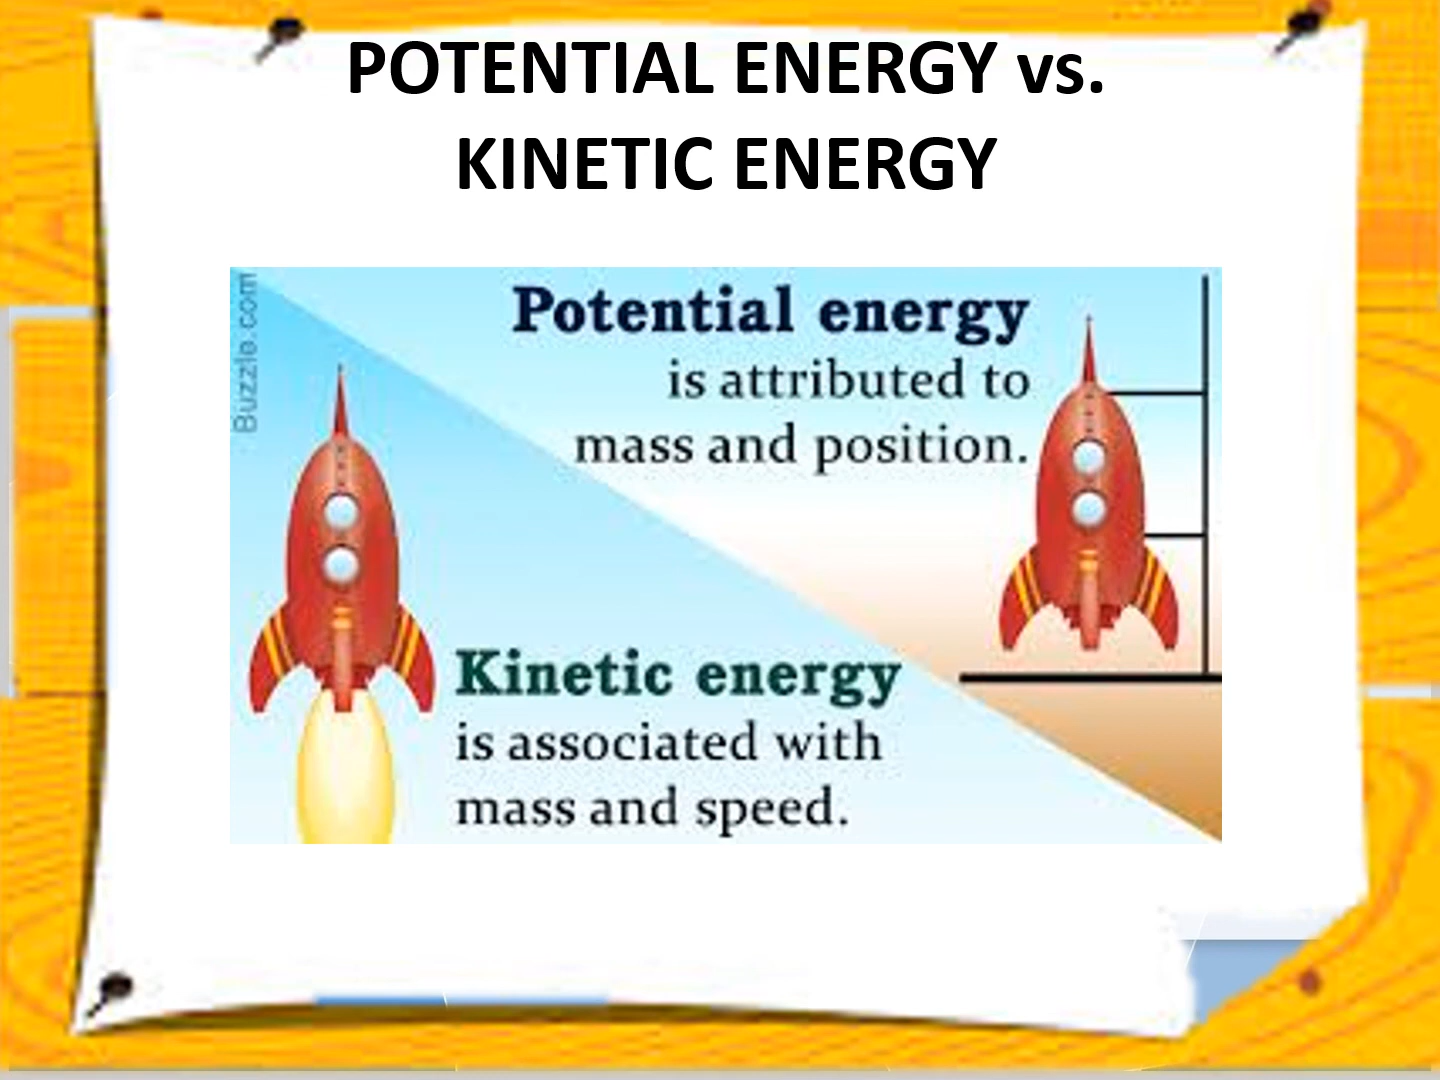 POTENTIAL ENERGY vs.
KINETIC ENERGY
Buzzle.com
Potential energy
is attributed to
mass and position.
Kinetic energy
is associated with
mass and speed.